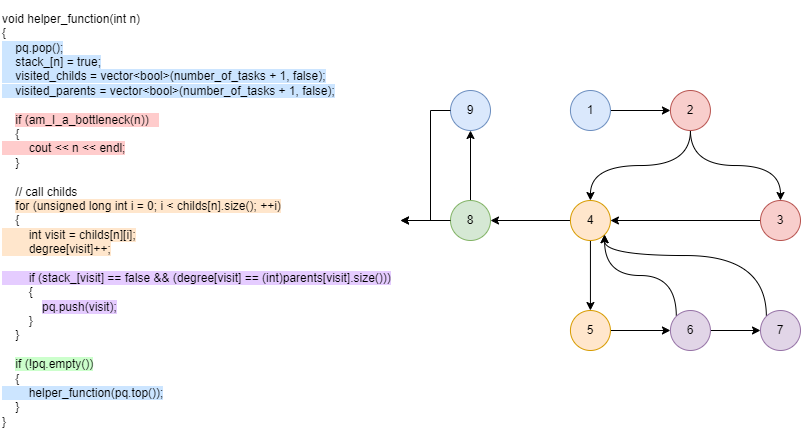 void helper_function(int n)
{
pq.pop();
stack_[n] = true;
visited_childs = vector<bool>(number_of_tasks + 1, false);
visited_parents = vector<bool>(number_of_tasks + 1, false);
if (am_I_a_bottleneck(n))
{
cout << n << endl;
}
// call childs
for (unsigned long int i = 0; i < childs[n].size(); ++i)
{
int visit = childs[n][i];
degree[visit]++;
if (stack_[visit] == false && (degree[visit] == (int)parents[visit].size()))
{
pq.push(visit);
}
}
if (!pq.empty())
{
helper_function(pq.top());
}
}
9
1
2
8
4
3
5
6
7